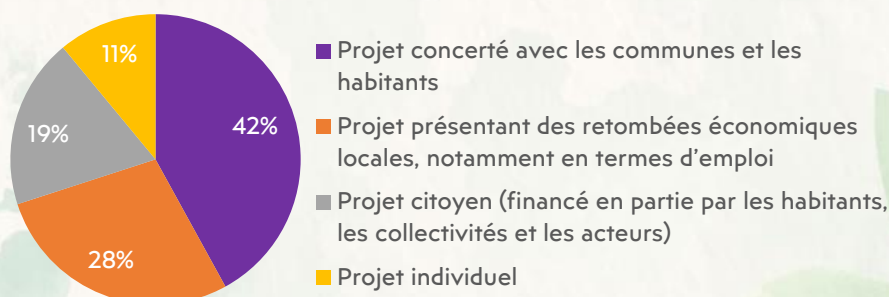 11%
42%
19%
28%
Projet concerté avec les communes et les
habitants
Projet présentant des retombées économiques
locales, notamment en termes d’emploi
Projet citoyen (financé en partie par les habitants,
les collectivités et les acteurs)
Projet individuel